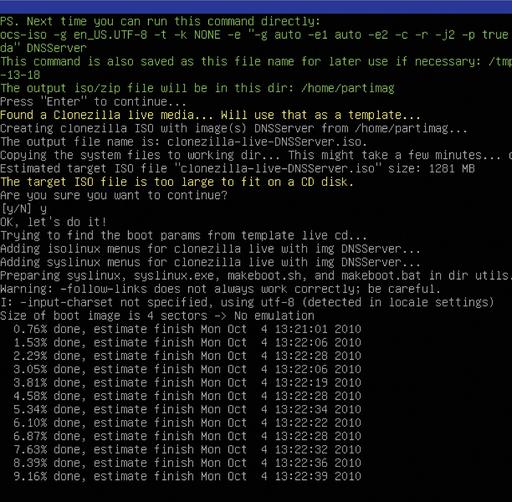 PS. Next time you can run this command directly:
ocs-iso -g en_US.UTF-8 -t -k NONE -e "-g auto -e1 auto -e2 -c -r -j2 -p true
da" DNSServer
This command is also saved as this file name for later use if necessary: /tmp
-13-18
The output iso/zip file will be in this dir: /home/partimag
Press "Enter" to continue...
Found a Clonezilla live media... Will use that as a template...
Creating Clonezilla ISO with image(s) DNSServer from /home/partimag...
The output file name is: clonezilla-live-DNSServer.iso.
Copying the system files to working dir... This might take a few minutes...
Estimated target ISO file "clonezilla-live-DNSServer.iso" size: 1281 MB
The target ISO file is too large to fit on a CD disk.
Are you sure you want to continue?
[y/N] y
OK, let's do it!
Trying to find the boot params from template live cd...
Adding isolinux menus for clonezilla live with img DNSServer...
Adding syslinux menus for clonezilla live with img DNSServer...
Preparing syslinux, syslinux.exe, makeboot.sh, and makeboot.bat in dir utils.
Warning: -follow-links does not always work correctly; be careful.
I: -input-charset not specified, using utf-8 (detected in locale settings)
Size of boot image is 4 sectors -> No emulation
0.76% done, estimate finish Mon Oct  4 13:21:01 2010
1.53% done, estimate finish Mon Oct  4 13:22:06 2010
2.29% done, estimate finish Mon Oct  4 13:22:28 2010
3.05% done, estimate finish Mon Oct  4 13:22:06 2010
3.81% done, estimate finish Mon Oct  4 13:22:19 2010
4.58% done, estimate finish Mon Oct  4 13:22:28 2010
5.34% done, estimate finish Mon Oct  4 13:22:34 2010
6.10% done, estimate finish Mon Oct  4 13:22:22 2010
6.87% done, estimate finish Mon Oct  4 13:22:28 2010
7.63% done, estimate finish Mon Oct  4 13:22:32 2010
8.39% done, estimate finish Mon Oct  4 13:22:36 2010
9.16% done, estimate finish Mon Oct  4 13:22:39 2010